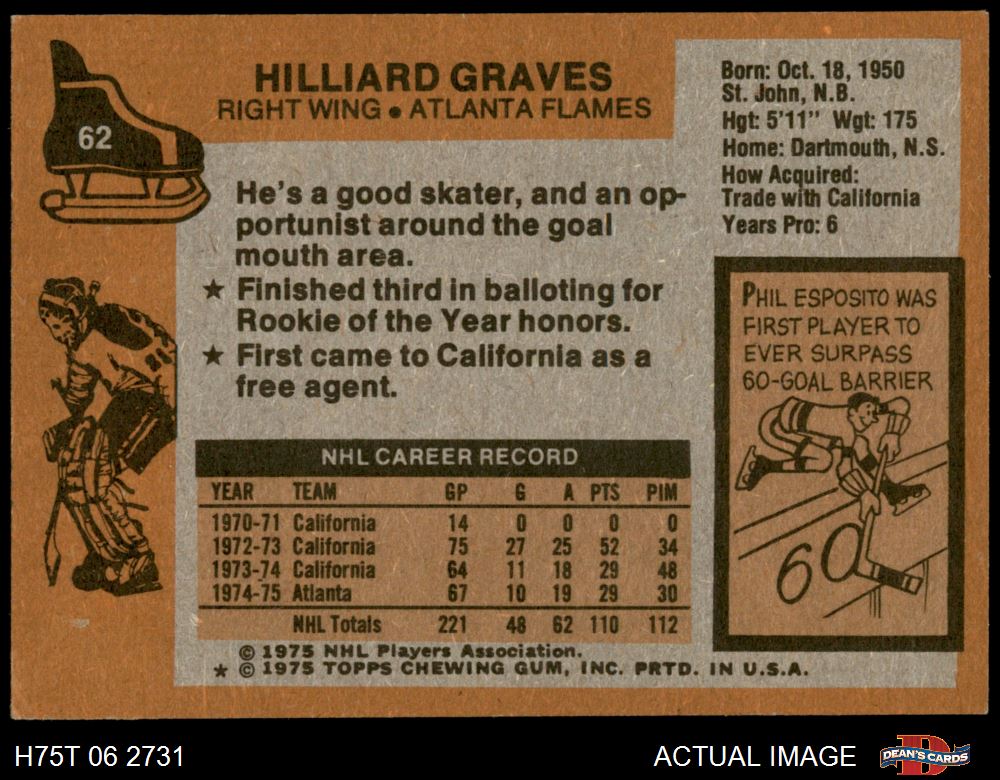 62
HILLIARD GRAVES
RIGHT WING • ATLANTA FLAMES
Born: Oct. 18, 1950
St. John, N.B.
Hgt: 5'11" Wgt: 175
Home: Dartmouth, N.S.
How Acquired:
Trade with California
Years Pro: 6
He's a good skater, and an op-
portunist around the goal
mouth area.
★ Finished third in balloting for
Rookie of the Year honors.
★ First came to California as a
free agent.
PHIL ESPOSITO WAS
FIRST PLAYER TO
EVER SURPASS
60-GOAL BARRIER
60
NHL CAREER RECORD
YEAR TEAM GP G A PTS PIM
1970-71 California 14 0 0 0 0
1972-73 California 75 27 25 52 34
1973-74 California 64 11 18 29 48
1974-75 Atlanta 67 10 19 29 30
NHL Totals 221 48 62 110 112
© 1975 NHL Players Association.
★ © 1975 TOPPS CHEWING GUM, INC. PRTD. IN U.S.A.
H75T 06 2731
ACTUAL IMAGE
DEAN'S CARDS